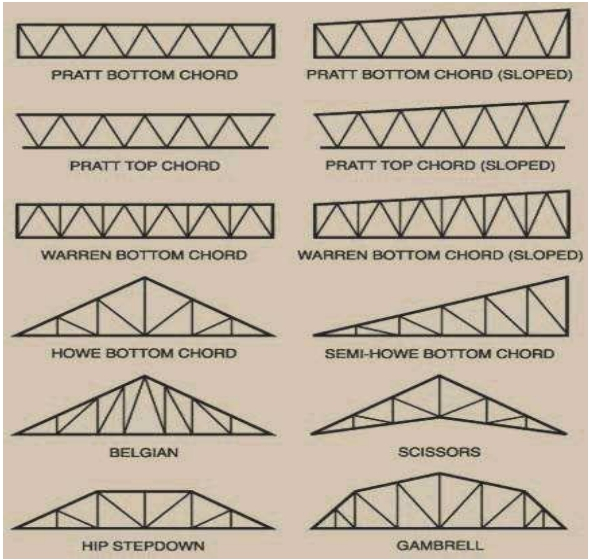 PRATT BOTTOM CHORD
PRATT BOTTOM CHORD (SLOPED)
PRATT TOP CHORD
PRATT TOP CHORD (SLOPED)
WARREN BOTTOM CHORD
WARREN BOTTOM CHORD (SLOPED)
HOWE BOTTOM CHORD
SEMI-HOWE BOTTOM CHORD
BELGIAN
SCISSORS
HIP STEPDOWN
GAMBRELL